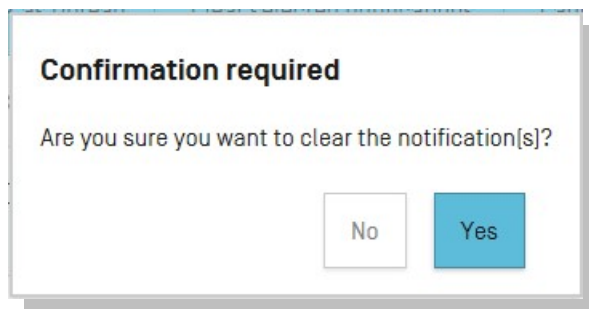 Confirmation required
Are you sure you want to clear the notification(s)?
No
Yes